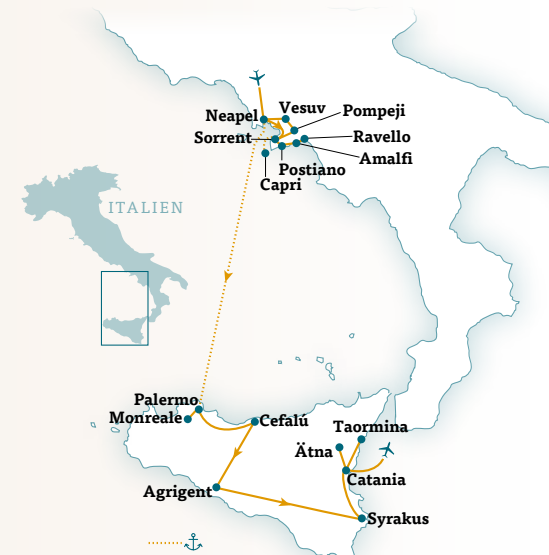 Neapel
Vesuv
Pompeji
Sorrent
Ravello
Amalfi
Postiano
Capri
ITALIEN
Palermo
Monreale
Cefalú
Taormina
Ätna
Catania
Agrigent
Syrakus